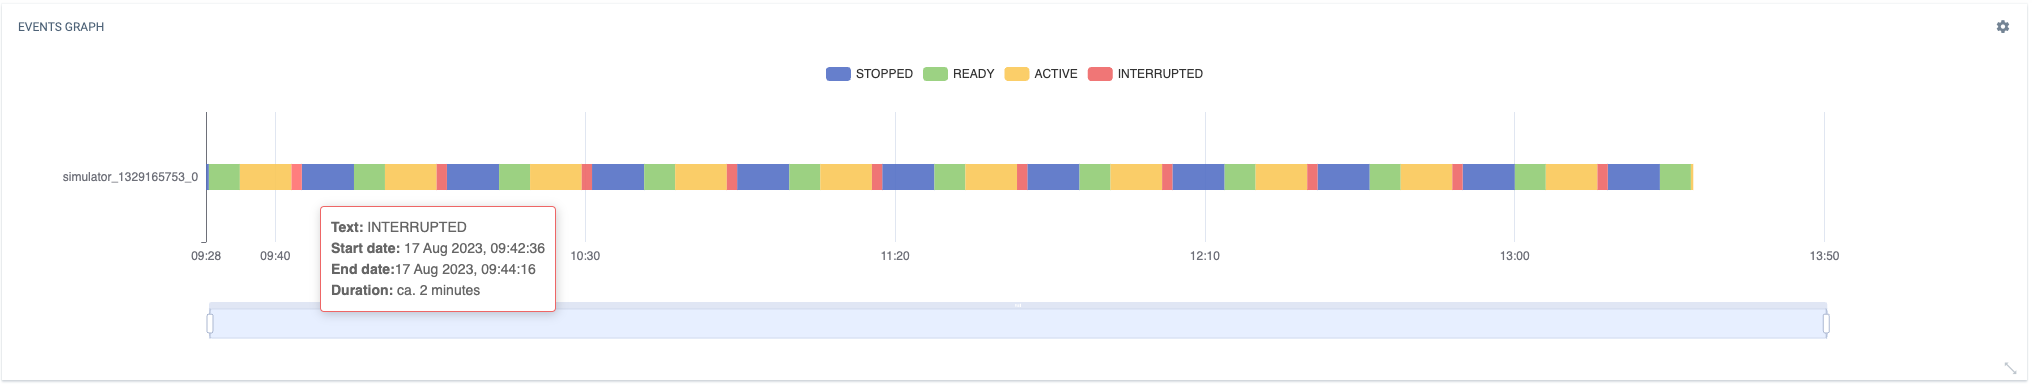 EVENTS GRAPH
STOPPED READY ACTIVE INTERRUPTED
simulator_1329165753_0
Text: INTERRUPTED
Start date: 17 Aug 2023, 09:42:36
End date:17 Aug 2023, 09:44:16
Duration: ca. 2 minutes
09:28 09:40 10:30 11:20 12:10 13:00 13:50